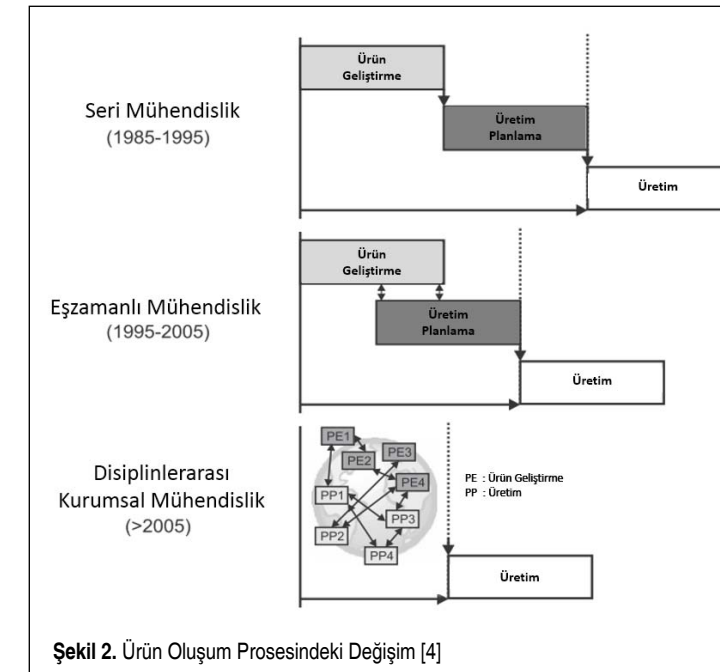 Seri Mühendislik
(1985-1995)
Ürün
Geliştirme
Üretim
Planlama
Üretim
Eşzamanlı Mühendislik
(1995-2005)
Ürün
Geliştirme
Üretim
Planlama
Üretim
Disiplinlerarası
Kurumsal Mühendislik
(>2005)
PE1
PE2
PE3
PE4
PP1
PP2
PP3
PP4
PE : Ürün Geliştirme
PP : Üretim
Üretim
Şekil 2. Ürün Oluşum Prosesindeki Değişim [4]